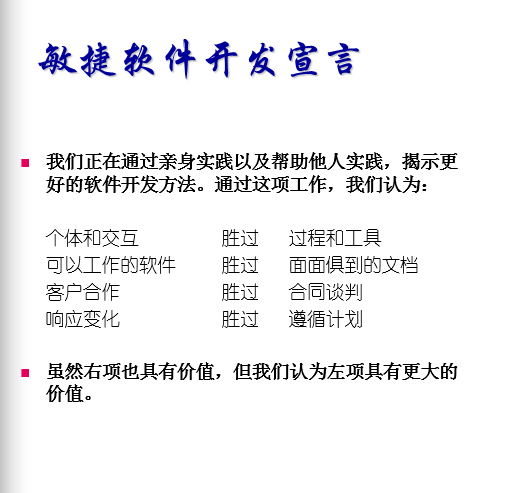 敏捷软件开发宣言
我们正在通过亲身实践以及帮助他人实践，揭示更
好的软件开发方法。通过这项工作，我们认为：
个体和交互 胜过 过程和工具
可以工作的软件 胜过 面面俱到的文档
客户合作 胜过 合同谈判
响应变化 胜过 遵循计划
虽然右项也具有价值，但我们认为左项具有更大的
价值。